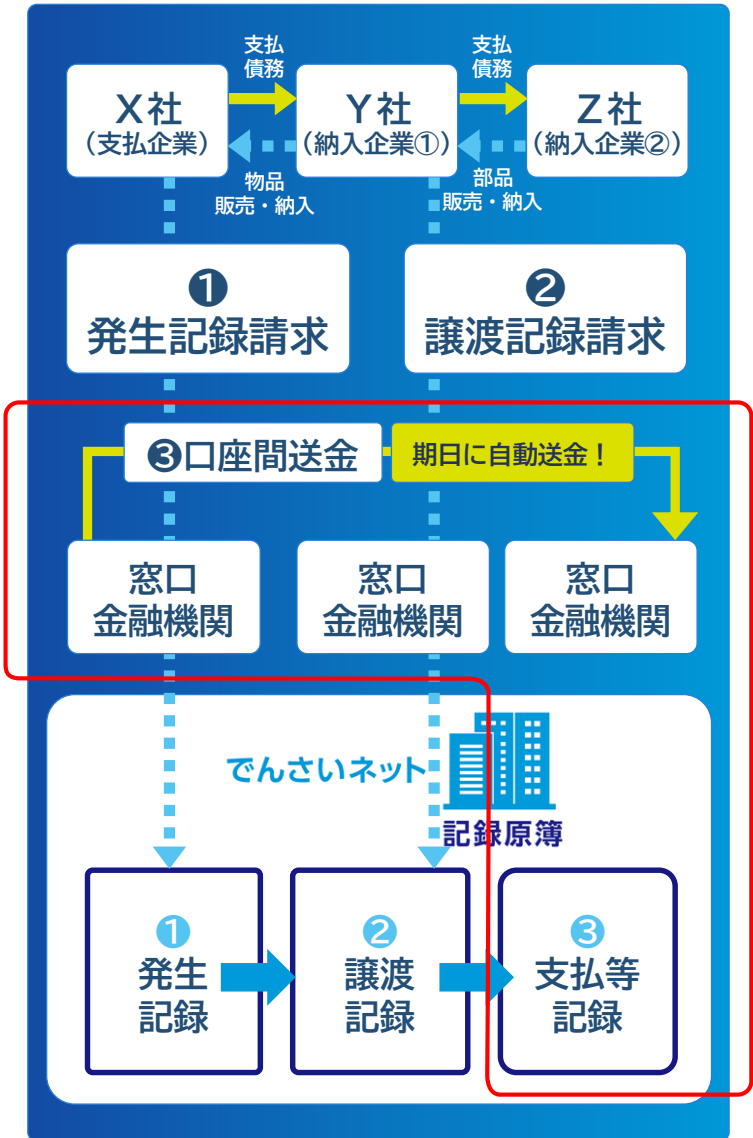 支払
債務
支払
債務
X社
(支払企業)
Y社
(納入企業①)
Z社
(納入企業②)
物品
販売・納入
部品
販売・納入
❶
発生記録請求
❷
譲渡記録請求
❸口座間送金
期日に自動送金！
窓口
金融機関
窓口
金融機関
窓口
金融機関
でんさいネット
記録原簿
❶
発生
記録
❷
譲渡
記録
❸
支払等
記録